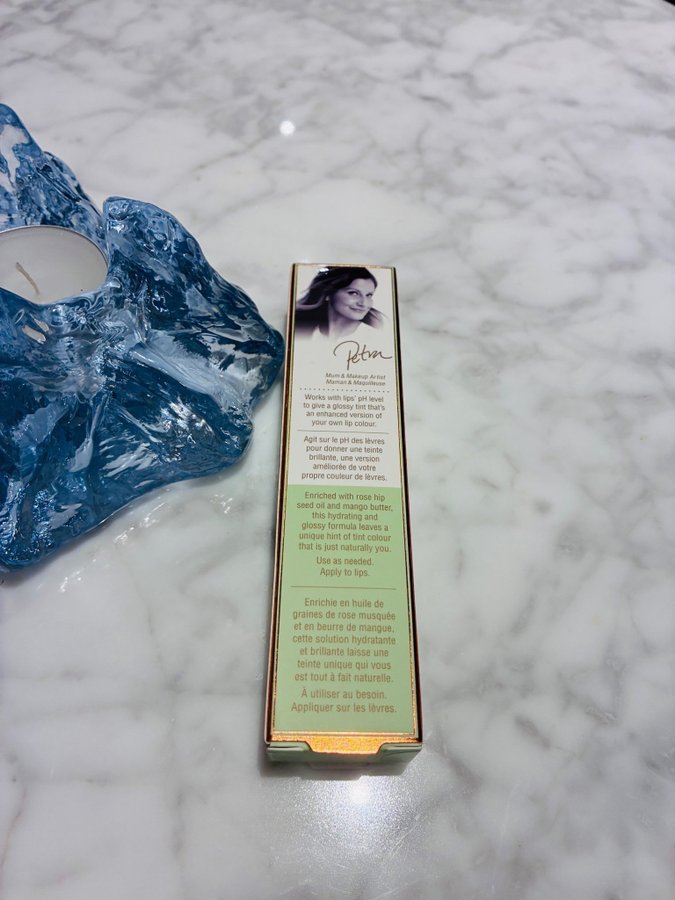 Petra
Mum & Makeup Artist
Maman & Maquilleuse
Works with lips' pH level
to give a glossy tint that's
an enhanced version of
your own lip colour.
Agit sur le pH des lèvres
pour donner une teinte
brillante, une version
améliorée de votre
propre couleur de lèvres.
Enriched with rose hip
seed oil and mango butter,
this hydrating and
glossy formula leaves a
unique hint of tint colour
that is just naturally you.
Use as needed.
Apply to lips.
Enrichie en huile de
graines de rose musquée
et en beurre de mangue,
cette solution hydratante
et brillante laisse une
teinte unique qui vous
est tout à fait naturelle.
À utiliser au besoin.
Appliquer sur les lèvres.